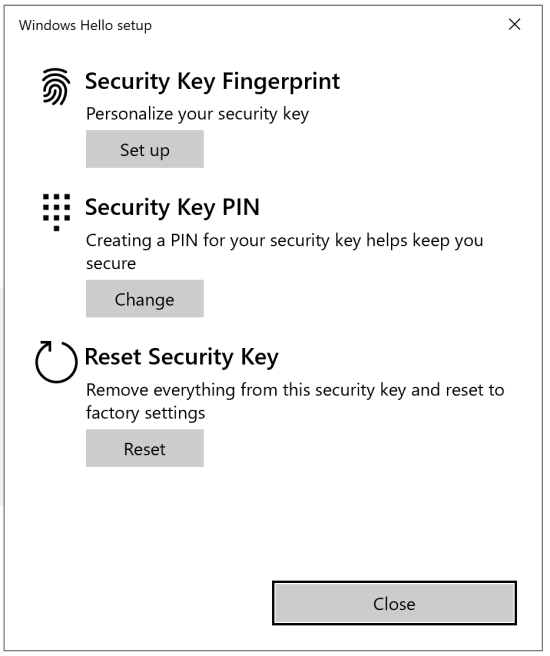 Windows Hello setup
Security Key Fingerprint
Personalize your security key
Set up
Security Key PIN
Creating a PIN for your security key helps keep you
secure
Change
Reset Security Key
Remove everything from this security key and reset to
factory settings
Reset
Close